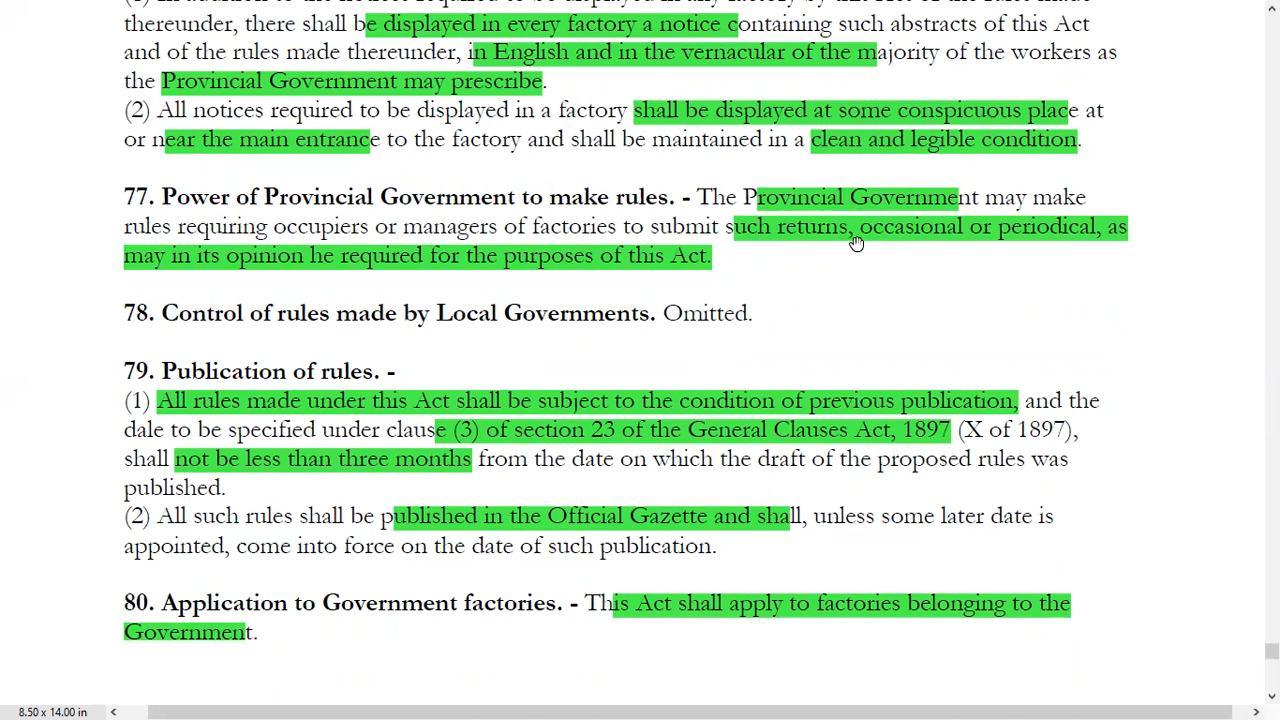 thereunder, there shall be displayed in every factory a notice containing such abstracts of this Act
and of the rules made thereunder, in English and in the vernacular of the majority of the workers as
the Provincial Government may prescribe.
(2) All notices required to be displayed in a factory shall be displayed at some conspicuous place at
or near the main entrance to the factory and shall be maintained in a clean and legible condition.
77. Power of Provincial Government to make rules. - The Provincial Government may make
rules requiring occupiers or managers of factories to submit such returns, occasional or periodical, as
may in its opinion he required for the purposes of this Act.
78. Control of rules made by Local Governments. Omitted.
79. Publication of rules. -
(1) All rules made under this Act shall be subject to the condition of previous publication, and the
dale to be specified under clause (3) of section 23 of the General Clauses Act, 1897 (X of 1897),
shall not be less than three months from the date on which the draft of the proposed rules was
published.
(2) All such rules shall be published in the Official Gazette and shall, unless some later date is
appointed, come into force on the date of such publication.
80. Application to Government factories. - This Act shall apply to factories belonging to the
Government.
8.50 x 14.00 in